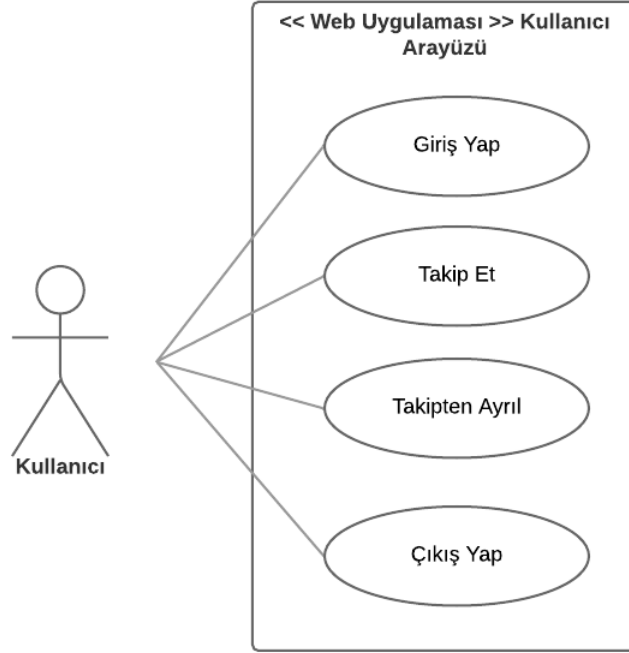 << Web Uygulaması >> Kullanıcı
Arayüzü
Giriş Yap
Takip Et
Takipten Ayrıl
Çıkış Yap
Kullanıcı